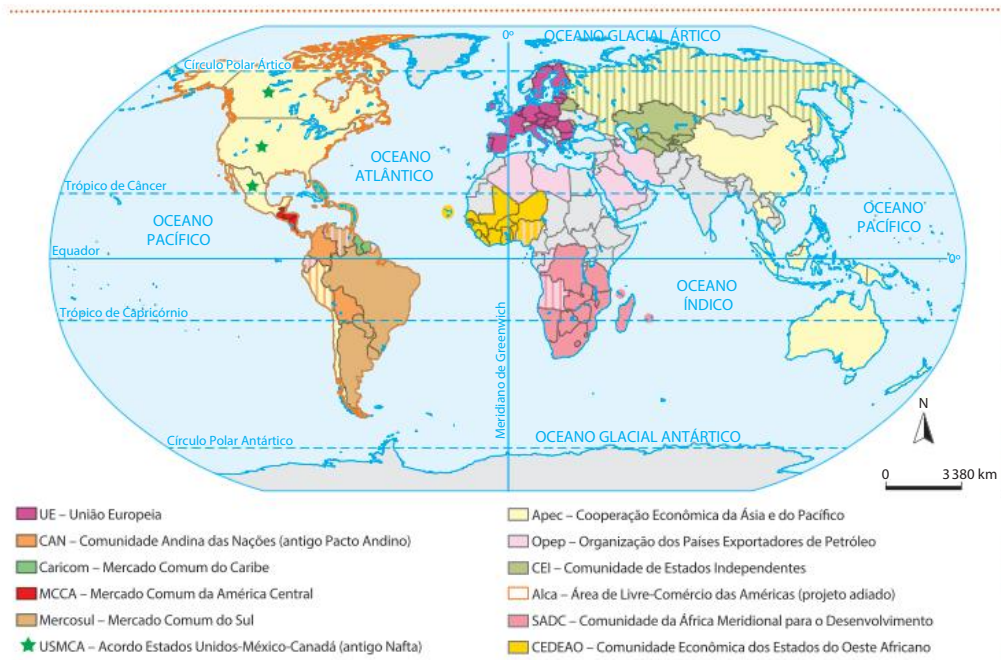 0º
OCEANO GLACIAL ÁRTICO
Círculo Polar Ártico
OCEANO
ATLÂNTICO
Trópico de Câncer
OCEANO
PACÍFICO
OCEANO
PACÍFICO
Equador
0º
OCEANO
ÍNDICO
Trópico de Capricórnio
Meridiano de Greenwich
N
Círculo Polar Antártico
OCEANO GLACIAL ANTÁRTICO
0 3 380 km
UE – União Europeia
CAN – Comunidade Andina das Nações (antigo Pacto Andino)
Caricom – Mercado Comum do Caribe
MCCA – Mercado Comum da América Central
Mercosul – Mercado Comum do Sul
USMCA – Acordo Estados Unidos-México-Canadá (antigo Nafta)
Apec – Cooperação Econômica da Ásia e do Pacífico
Opep – Organização dos Países Exportadores de Petróleo
CEI – Comunidade de Estados Independentes
Alca – Área de Livre-Comércio das Américas (projeto adiado)
SADC – Comunidade da África Meridional para o Desenvolvimento
CEDEAO – Comunidade Econômica dos Estados do Oeste Africano